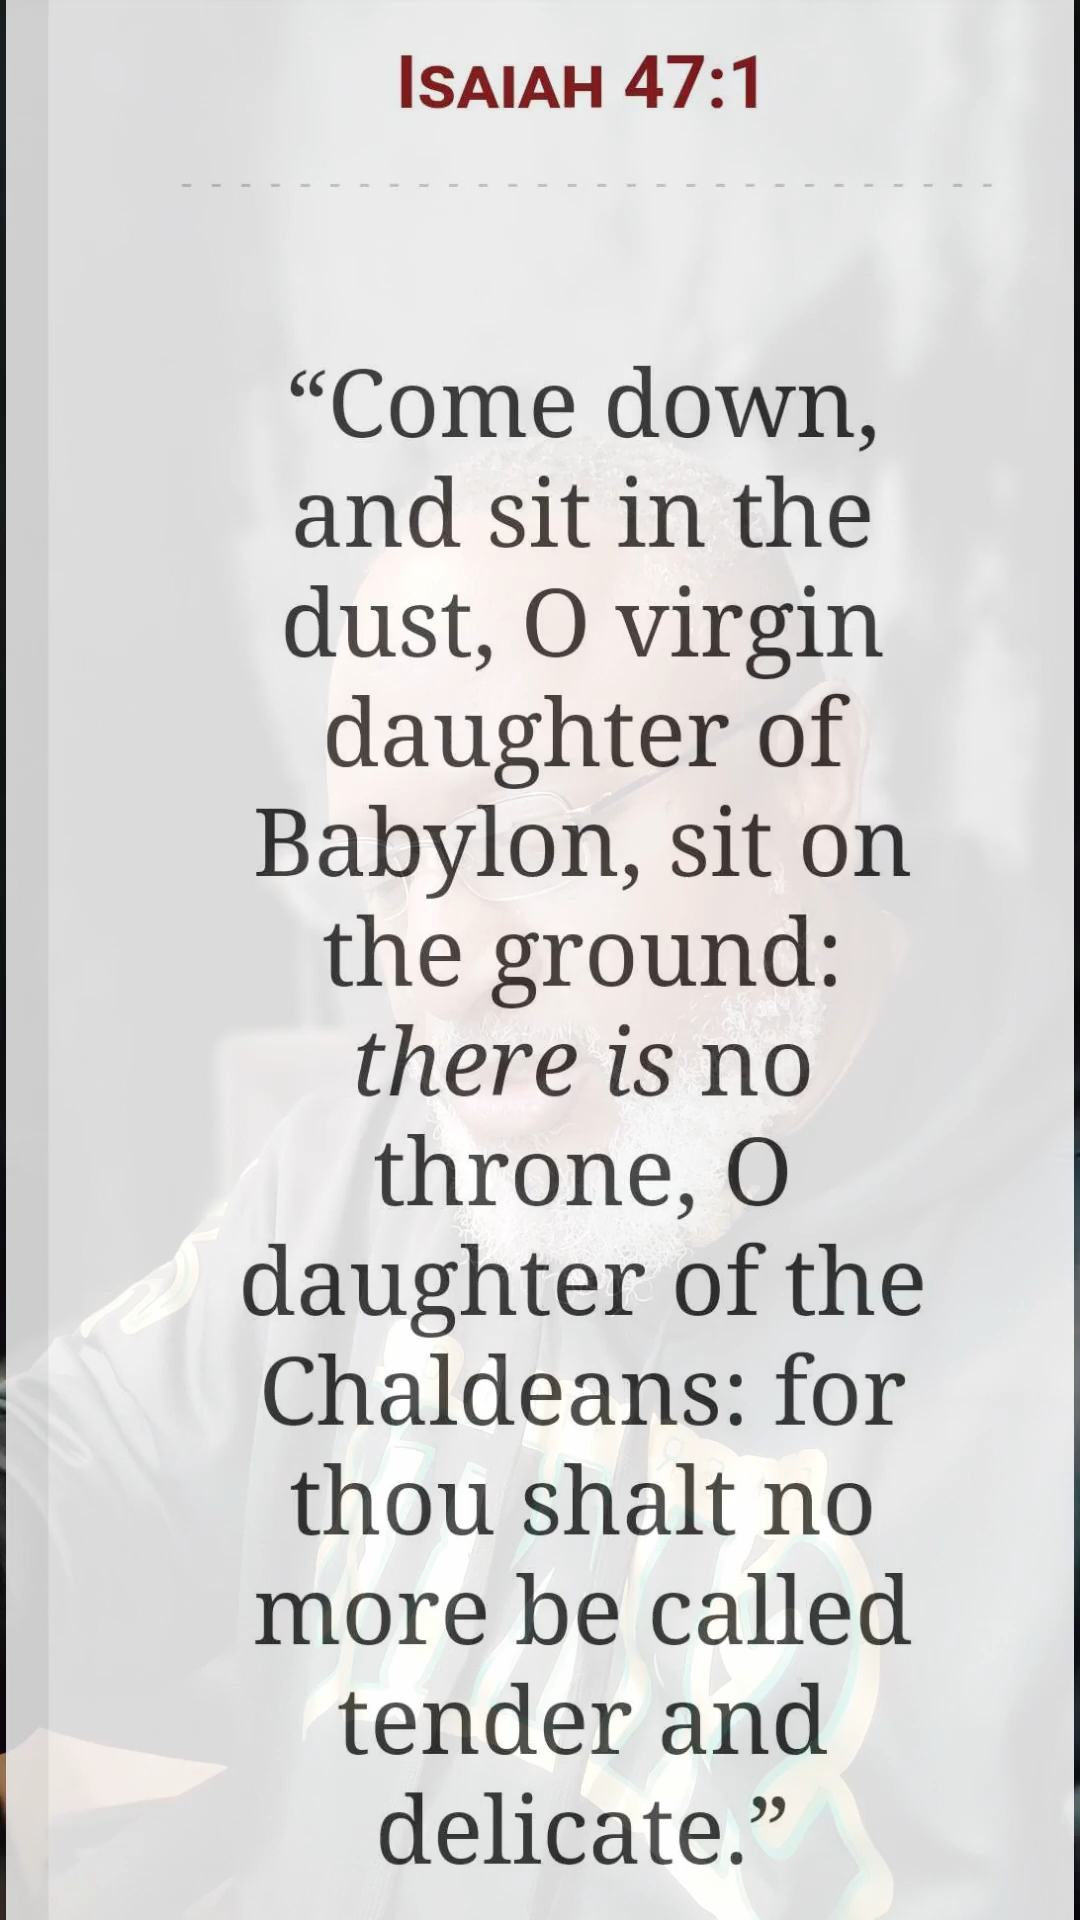 ISAIAH 47:1
“Come down,
and sit in the
dust, O virgin
daughter of
Babylon, sit on
the ground:
there is no
throne, O
daughter of the
Chaldeans: for
thou shalt no
more be called
tender and
delicate.”